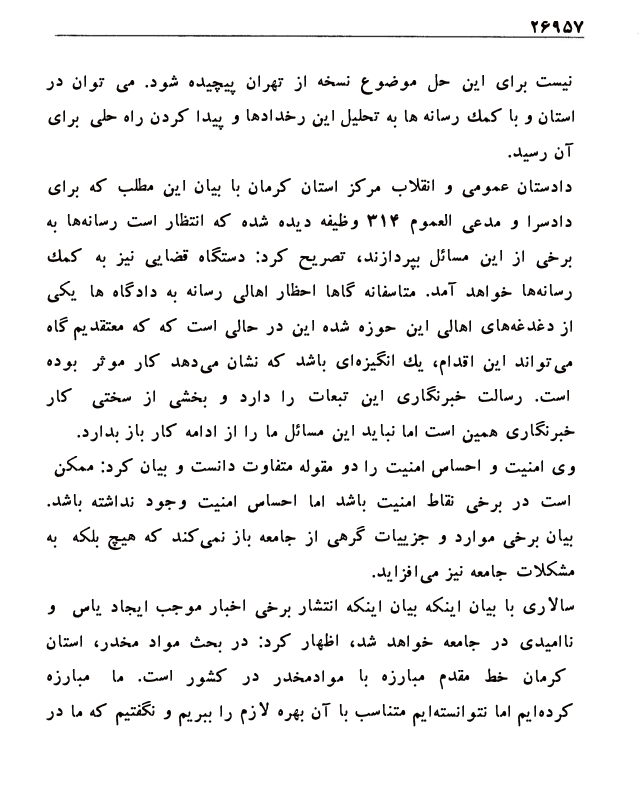 ۲۶۹۵۷
نیست برای این حل موضوع نسخه از تهران پیچیده شود. می توان در
استان و با کمك رسانه ها به تحلیل این رخدادها و پیدا کردن راه حلی برای
آن رسید.
دادستان عمومی و انقلاب مرکز استان کرمان با بیان این مطلب که برای
دادسرا و مدعی العموم ۳۱۴ وظیفه دیده شده که انتظار است رسانه‌ها به
برخی از این مسائل بپردازند، تصریح کرد: دستگاه قضایی نیز به کمك
رسانه‌ها خواهد آمد. متاسفانه گاها احظار اهالی رسانه به دادگاه ها یکی
از دغدغه‌های اهالی این حوزه شده این در حالی است که که معتقدیم گاه
می‌تواند این اقدام، یك انگیزه‌ای باشد که نشان می‌دهد کار موثر بوده
است. رسالت خبرنگاری این تبعات را دارد و بخشی از سختی کار
خبرنگاری همین است اما نباید این مسائل ما را از ادامه کار باز بدارد.
وی امنیت و احساس امنیت را دو مقوله متفاوت دانست و بیان کرد: ممکن
است در برخی نقاط امنیت باشد اما احساس امنیت وجود نداشته باشد.
بیان برخی موارد و جزییات گرهی از جامعه باز نمی‌کند که هیچ بلکه به
مشکلات جامعه نیز می‌افزاید.
سالاری با بیان اینکه بیان اینکه انتشار برخی اخبار موجب ایجاد یاس و
ناامیدی در جامعه خواهد شد، اظهار کرد: در بحث مواد مخدر، استان
کرمان خط مقدم مبارزه با موادمخدر در کشور است. ما مبارزه
کرده‌ایم اما نتوانسته‌ایم متناسب با آن بهره لازم را ببریم و نگفتیم که ما در